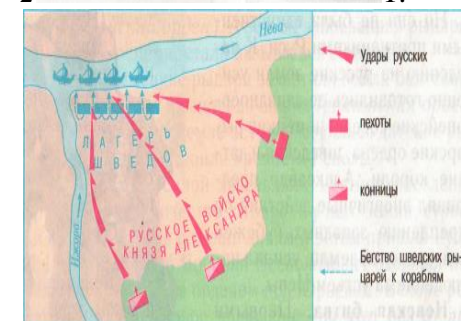 Нева
ЛАГЕРЬ
ШВЕДОВ
РУССКОЕ ВОЙСКО
КНЯЗЯ АЛЕКСАНДРА
Ижора
Удары русских
пехоты
конницы
Бегство шведских ры-
царей к кораблям